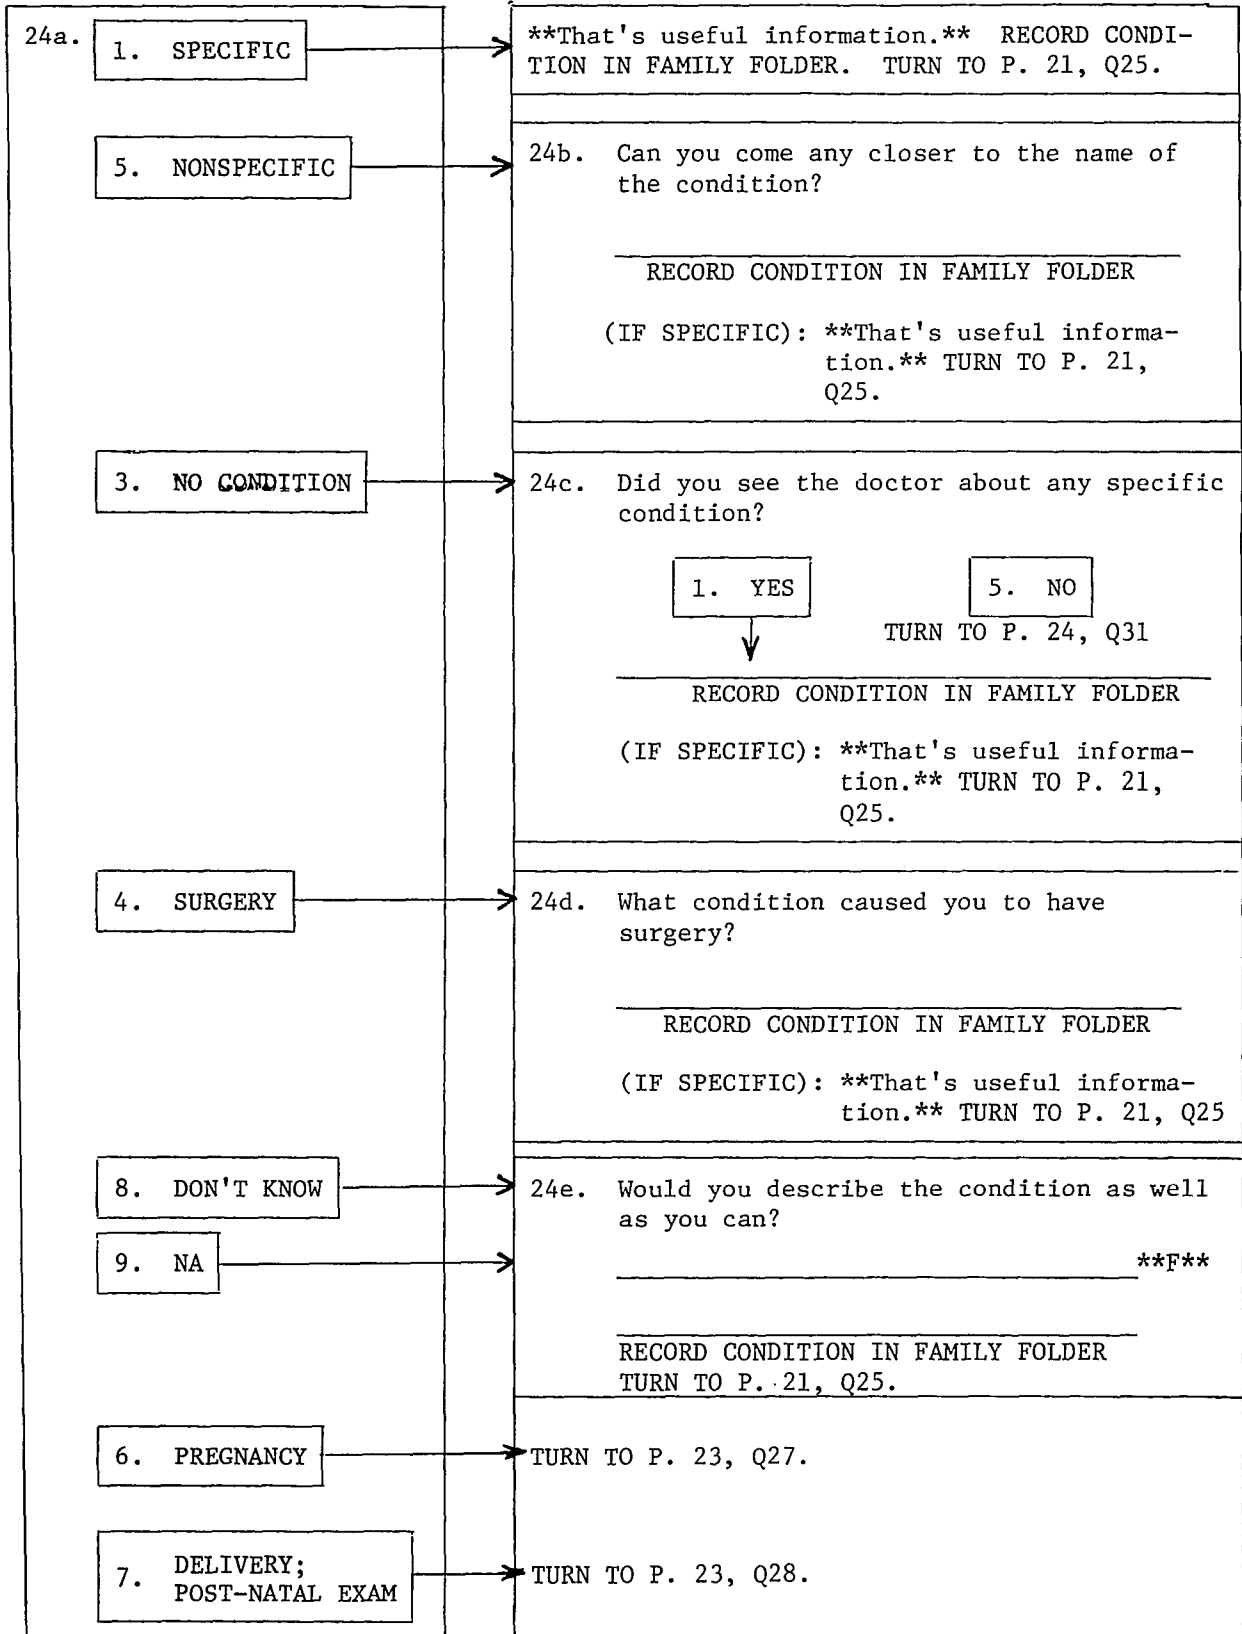 24a. 1. SPECIFIC
**That's useful information.** RECORD CONDI-
TION IN FAMILY FOLDER. TURN TO P. 21, Q25.
5. NONSPECIFIC
24b. Can you come any closer to the name of
the condition?
RECORD CONDITION IN FAMILY FOLDER
(IF SPECIFIC): **That's useful informa-
tion.** TURN TO P. 21,
Q25.
3. NO CONDITION
24c. Did you see the doctor about any specific
condition?
1. YES 5. NO
TURN TO P. 24, Q31
RECORD CONDITION IN FAMILY FOLDER
(IF SPECIFIC): **That's useful informa-
tion.** TURN TO P. 21,
Q25.
4. SURGERY
24d. What condition caused you to have
surgery?
RECORD CONDITION IN FAMILY FOLDER
(IF SPECIFIC): **That's useful informa-
tion.** TURN TO P. 21, Q25
8. DON'T KNOW
24e. Would you describe the condition as well
as you can?
9. NA
**F**
RECORD CONDITION IN FAMILY FOLDER
TURN TO P. 21, Q25.
6. PREGNANCY
TURN TO P. 23, Q27.
7. DELIVERY;
POST-NATAL EXAM
TURN TO P. 23, Q28.